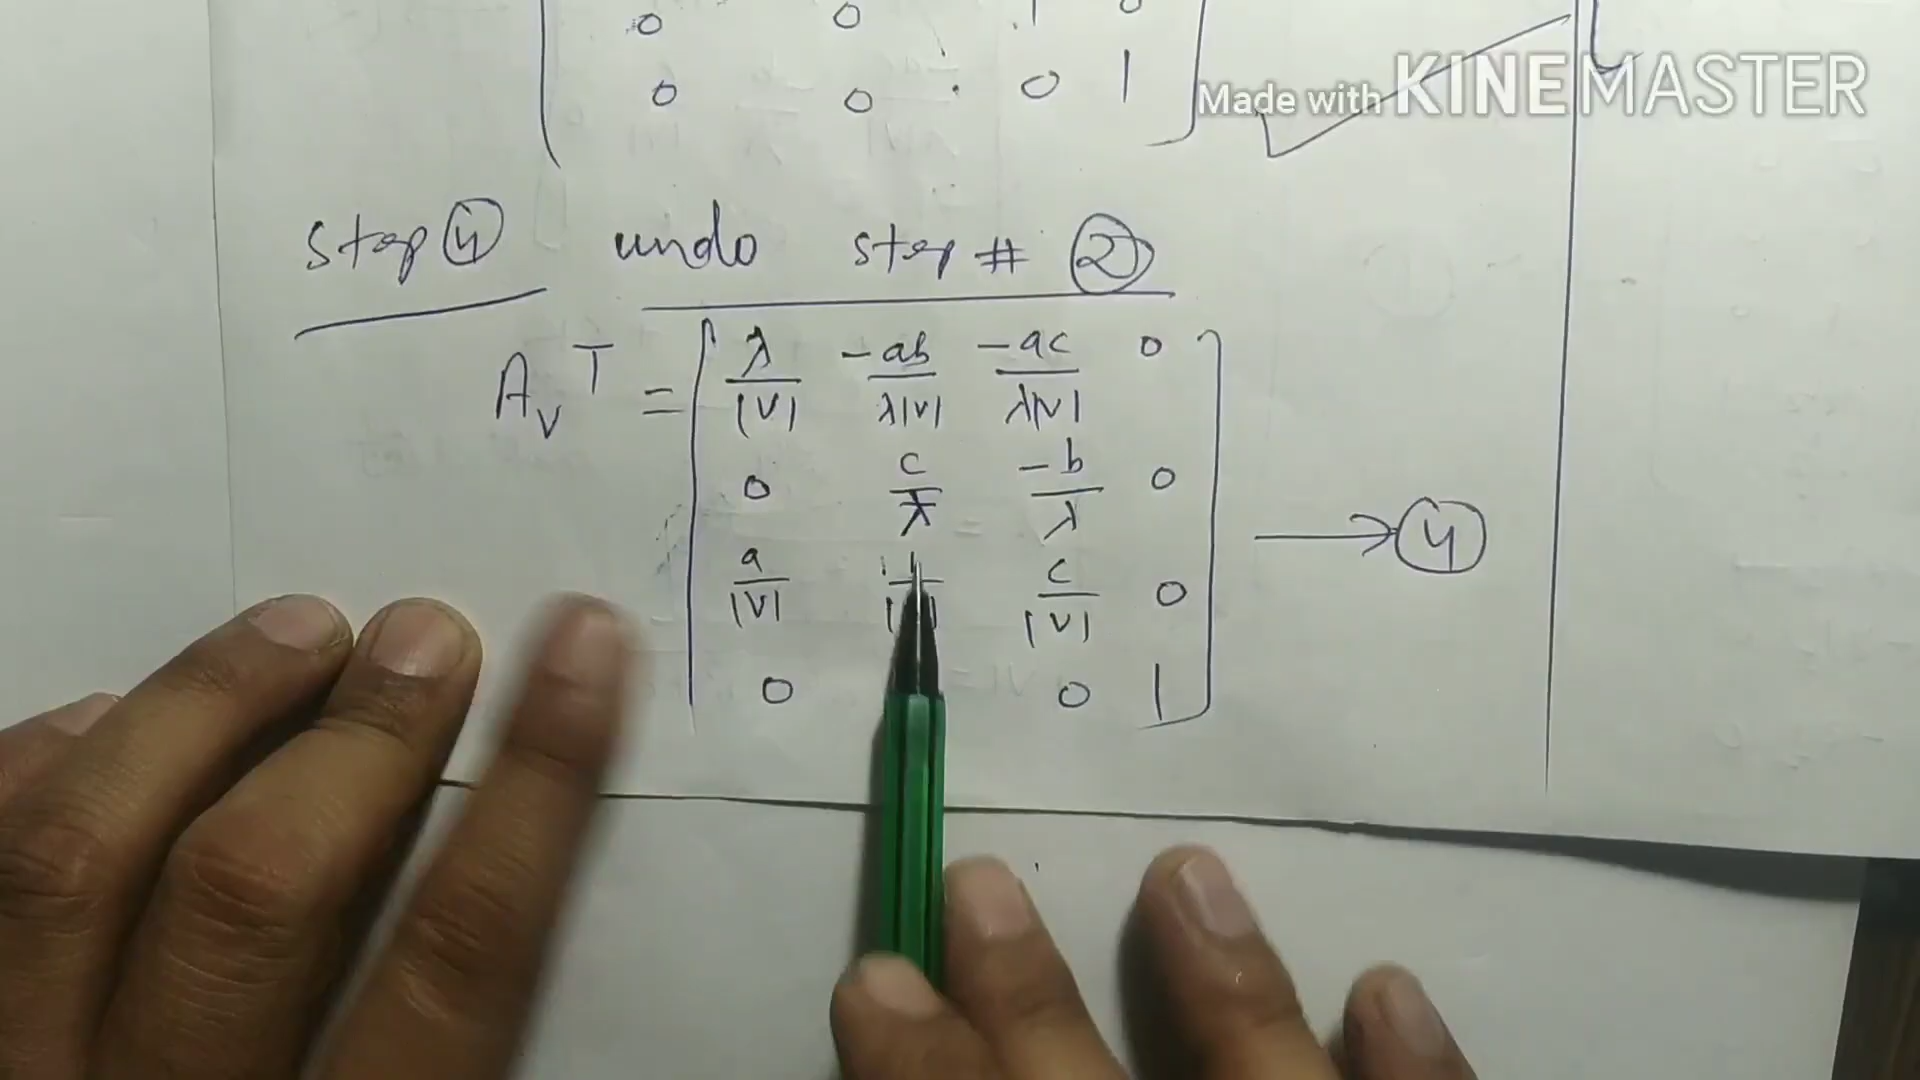 0 0 1 0
0 0 0 1
Made with KINEMASTER
Step ④ undo step # ②
A_V^T = [ λ/|V| -ab/λ|V| -ac/λ|V| 0
0 c/λ -b/λ 0 → ④
a/|V| c/|V| 0
0 0 1 ]